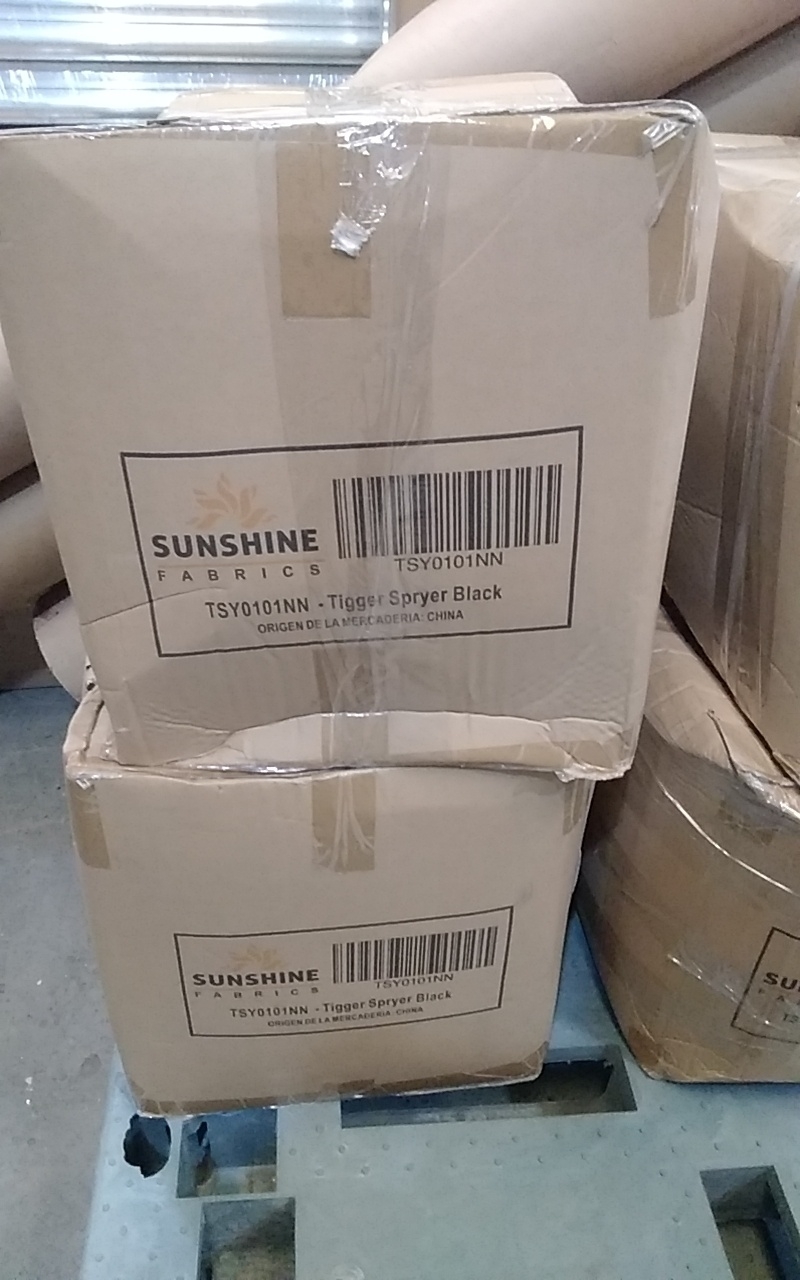 SUNSHINE
FABRICS
TSY0101NN
TSY0101NN - Tigger Spryer Black
ORIGEN DE LA MERCADERIA: CHINA
SUNSHINE
FABRICS
TSY0101NN
TSY0101NN - Tigger Spryer Black
ORIGEN DE LA MERCADERIA: CHINA